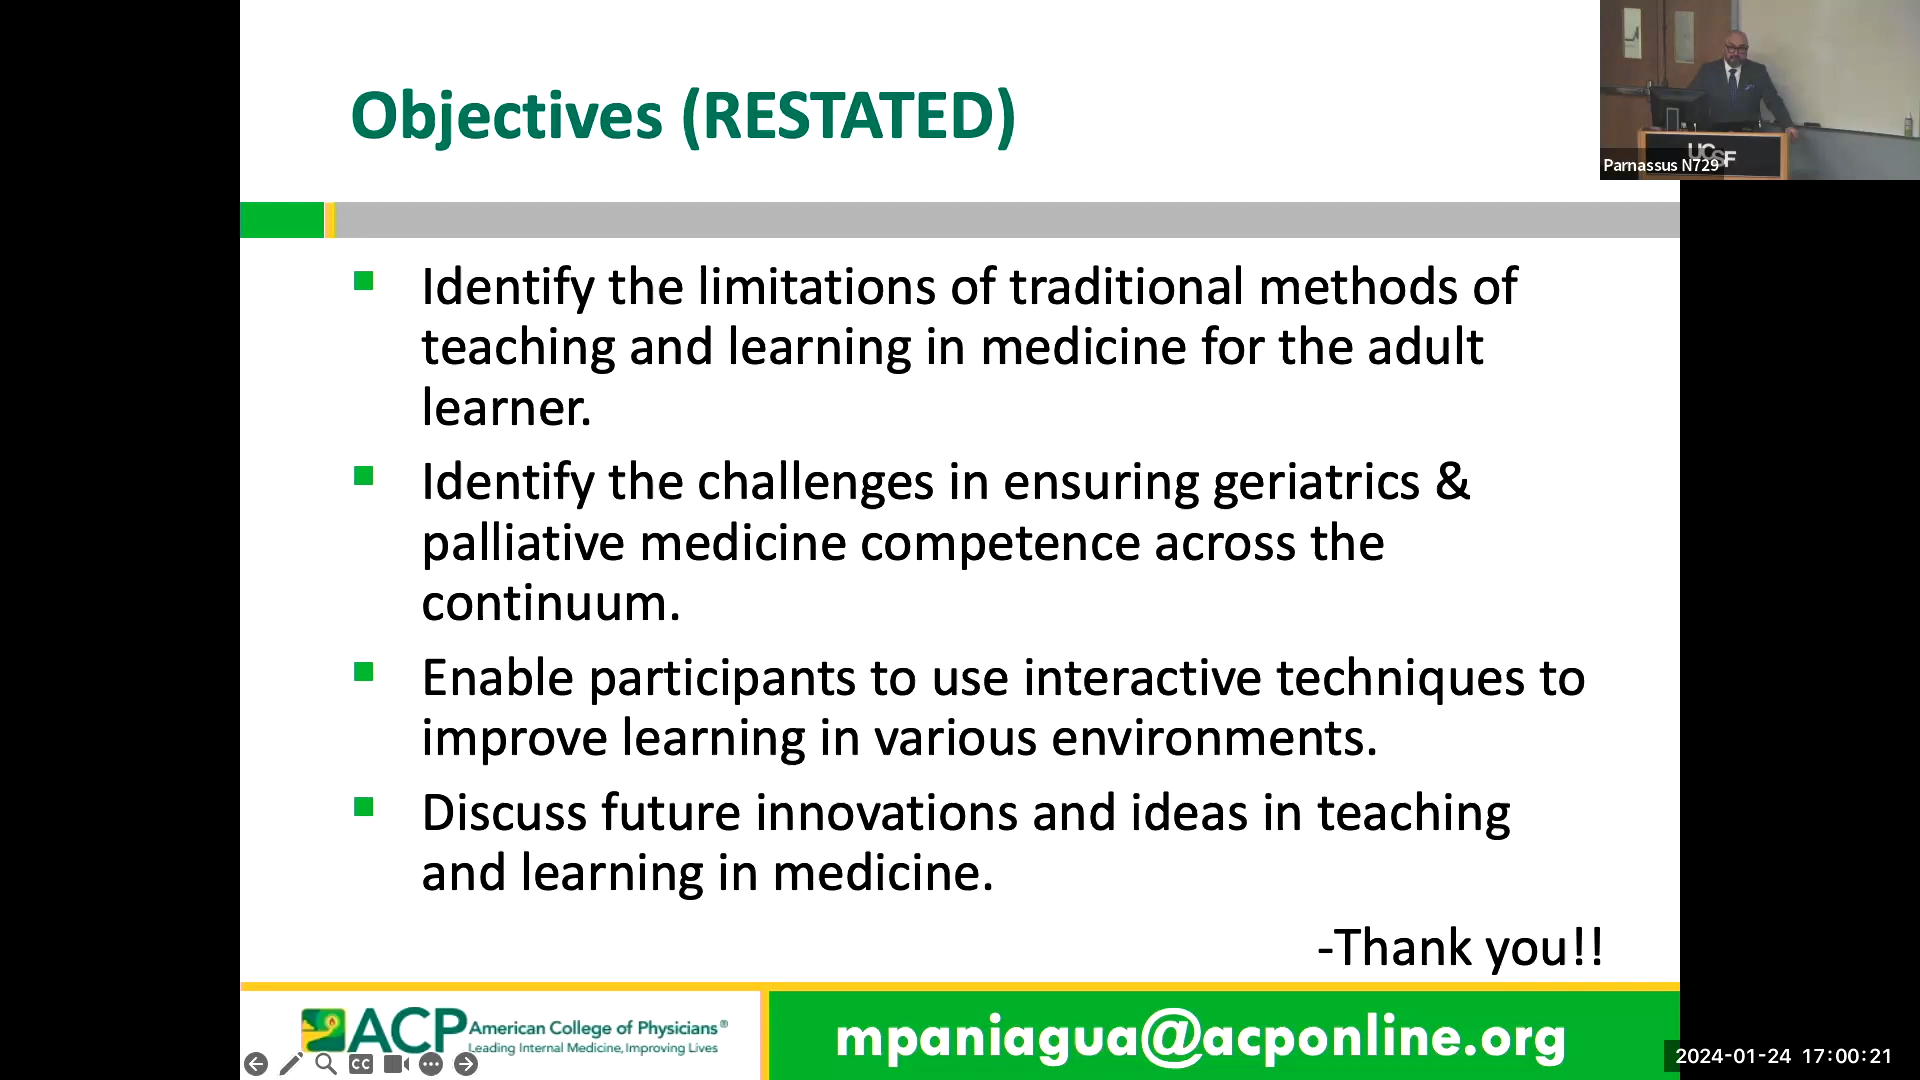 Objectives (RESTATED)
Identify the limitations of traditional methods of
teaching and learning in medicine for the adult
learner.
Identify the challenges in ensuring geriatrics &
palliative medicine competence across the
continuum.
Enable participants to use interactive techniques to
improve learning in various environments.
Discuss future innovations and ideas in teaching
and learning in medicine.
-Thank you!!
ACP American College of Physicians®
Leading Internal Medicine, Improving Lives
mpaniagua@acponline.org
CC
UCSF
Parnassus N729
2024-01-24 17:00:21